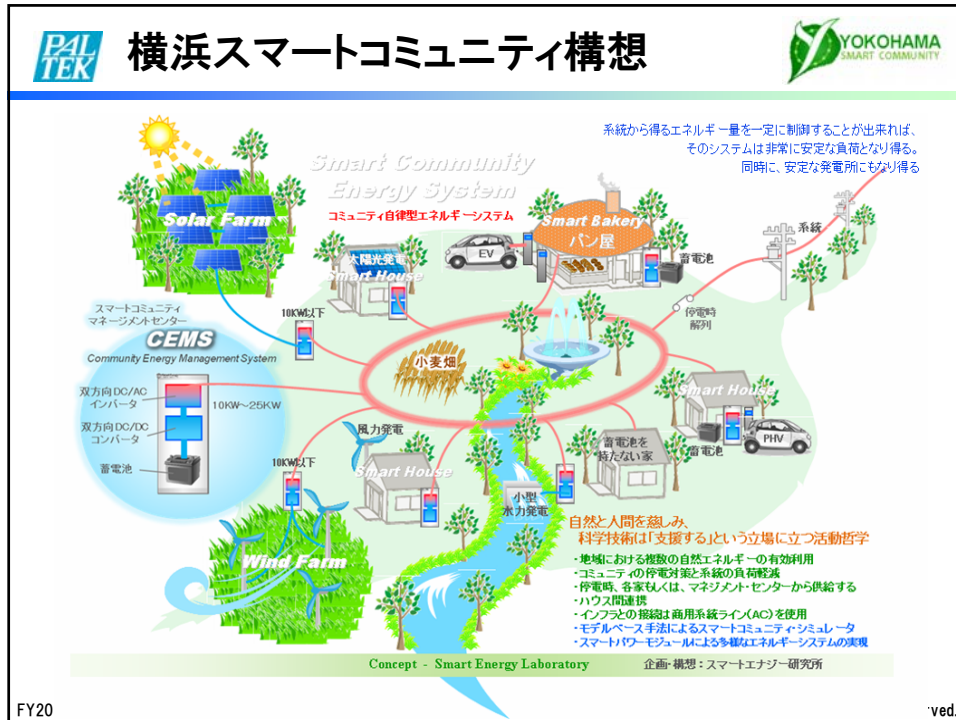 PALTEK
横浜スマートコミュニティ構想
YOKOHAMA
SMART COMMUNITY
系統から得るエネルギー量を一定に制御することが出来れば、
そのシステムは非常に安定な負荷となり得る。
同時に、安定な発電所にもなり得る
Smart Community
Energy System
コミュニティ自律型エネルギーシステム
Solar Farm
Smart Bakery
パン屋
EV
蓄電池
系統
太陽光発電
Smart House
停電時
解列
スマートコミュニティ
マネージメントセンター
CEMS
Community Energy Management System
10KW以下
小麦畑
双方向DC/AC
インバータ
10KW～25KW
双方向DC/DC
コンバータ
蓄電池
Smart House
PHV
蓄電池
風力発電
10KW以下
Smart House
蓄電池を
持たない家
小型
水力発電
Wind Farm
自然と人間を慈しみ、
科学技術は「支援する」という立場に立つ活動哲学
・地域における複数の自然エネルギーの有効利用
・コミュニティの停電対策と系統の負荷軽減
・停電時、各家もしくは、マネジメント・センターから供給する
・ハウス間連携
・インフラとの接続は商用系統ライン(AC)を使用
・モデルベース手法によるスマートコミュニティ・シミュレータ
・スマートパワーモジュールによる多様なエネルギーシステムの実現
Concept - Smart Energy Laboratory
企画・構想：スマートエナジー研究所
FY20
ved.